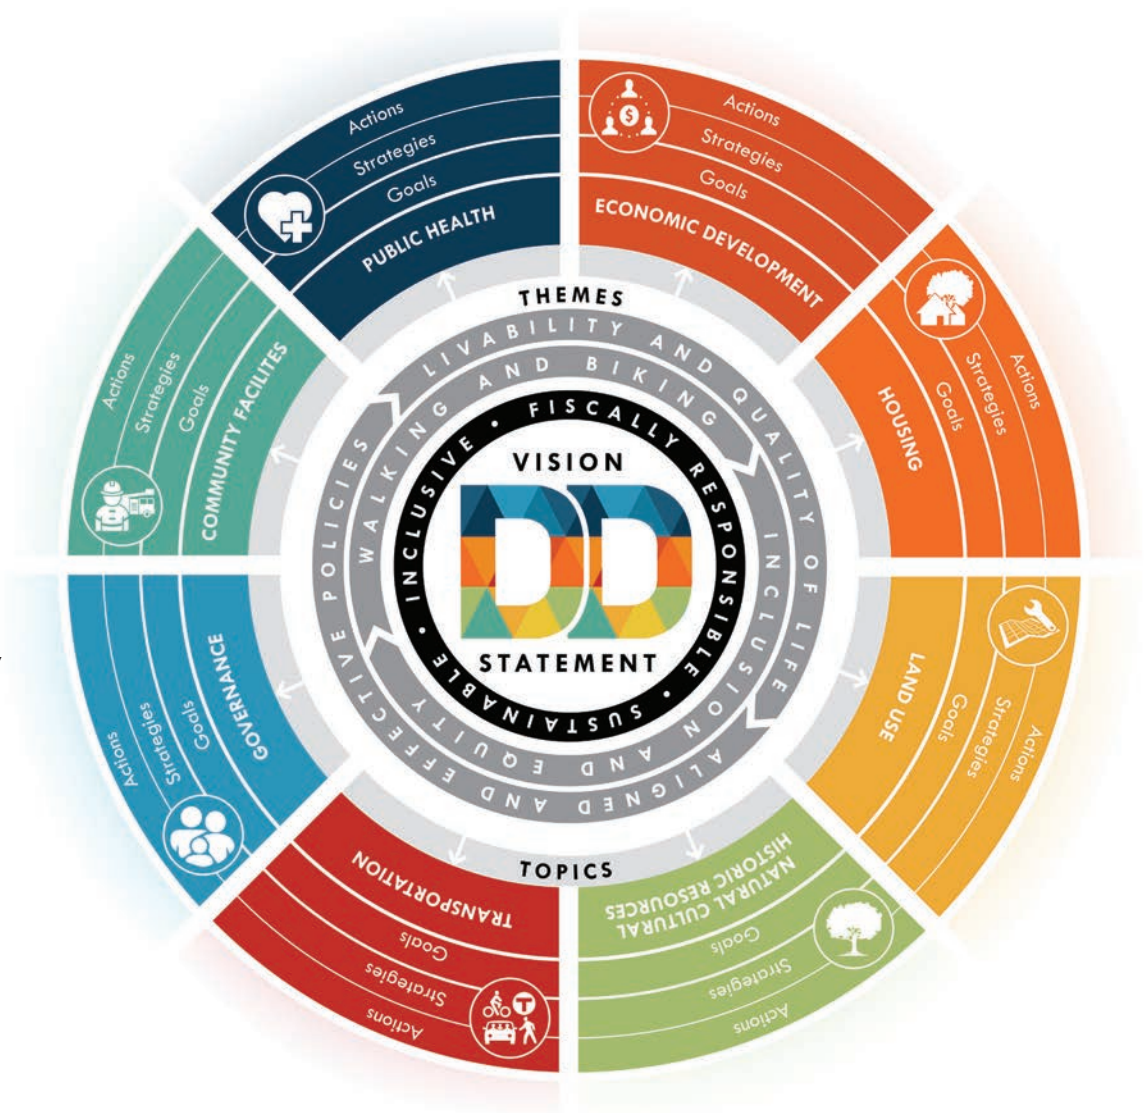 VISION
DD
STATEMENT
FISCALLY RESPONSIBLE • SUSTAINABLE • INCLUSIVE •
WALKING AND BIKING
INCLUSION AND EQUITY
LIVABILITY AND QUALITY OF LIFE
ALIGNED AND EFFECTIVE POLICIES
THEMES
TOPICS
Actions
Strategies
Goals
ECONOMIC DEVELOPMENT
$
Actions
Strategies
Goals
HOUSING
Actions
Strategies
Goals
LAND USE
Actions
Strategies
Goals
NATURAL CULTURAL
HISTORIC RESOURCES
Actions
Strategies
Goals
TRANSPORTATION
T
Actions
Strategies
Goals
GOVERNANCE
Actions
Strategies
Goals
COMMUNITY FACILITES
Actions
Strategies
Goals
PUBLIC HEALTH